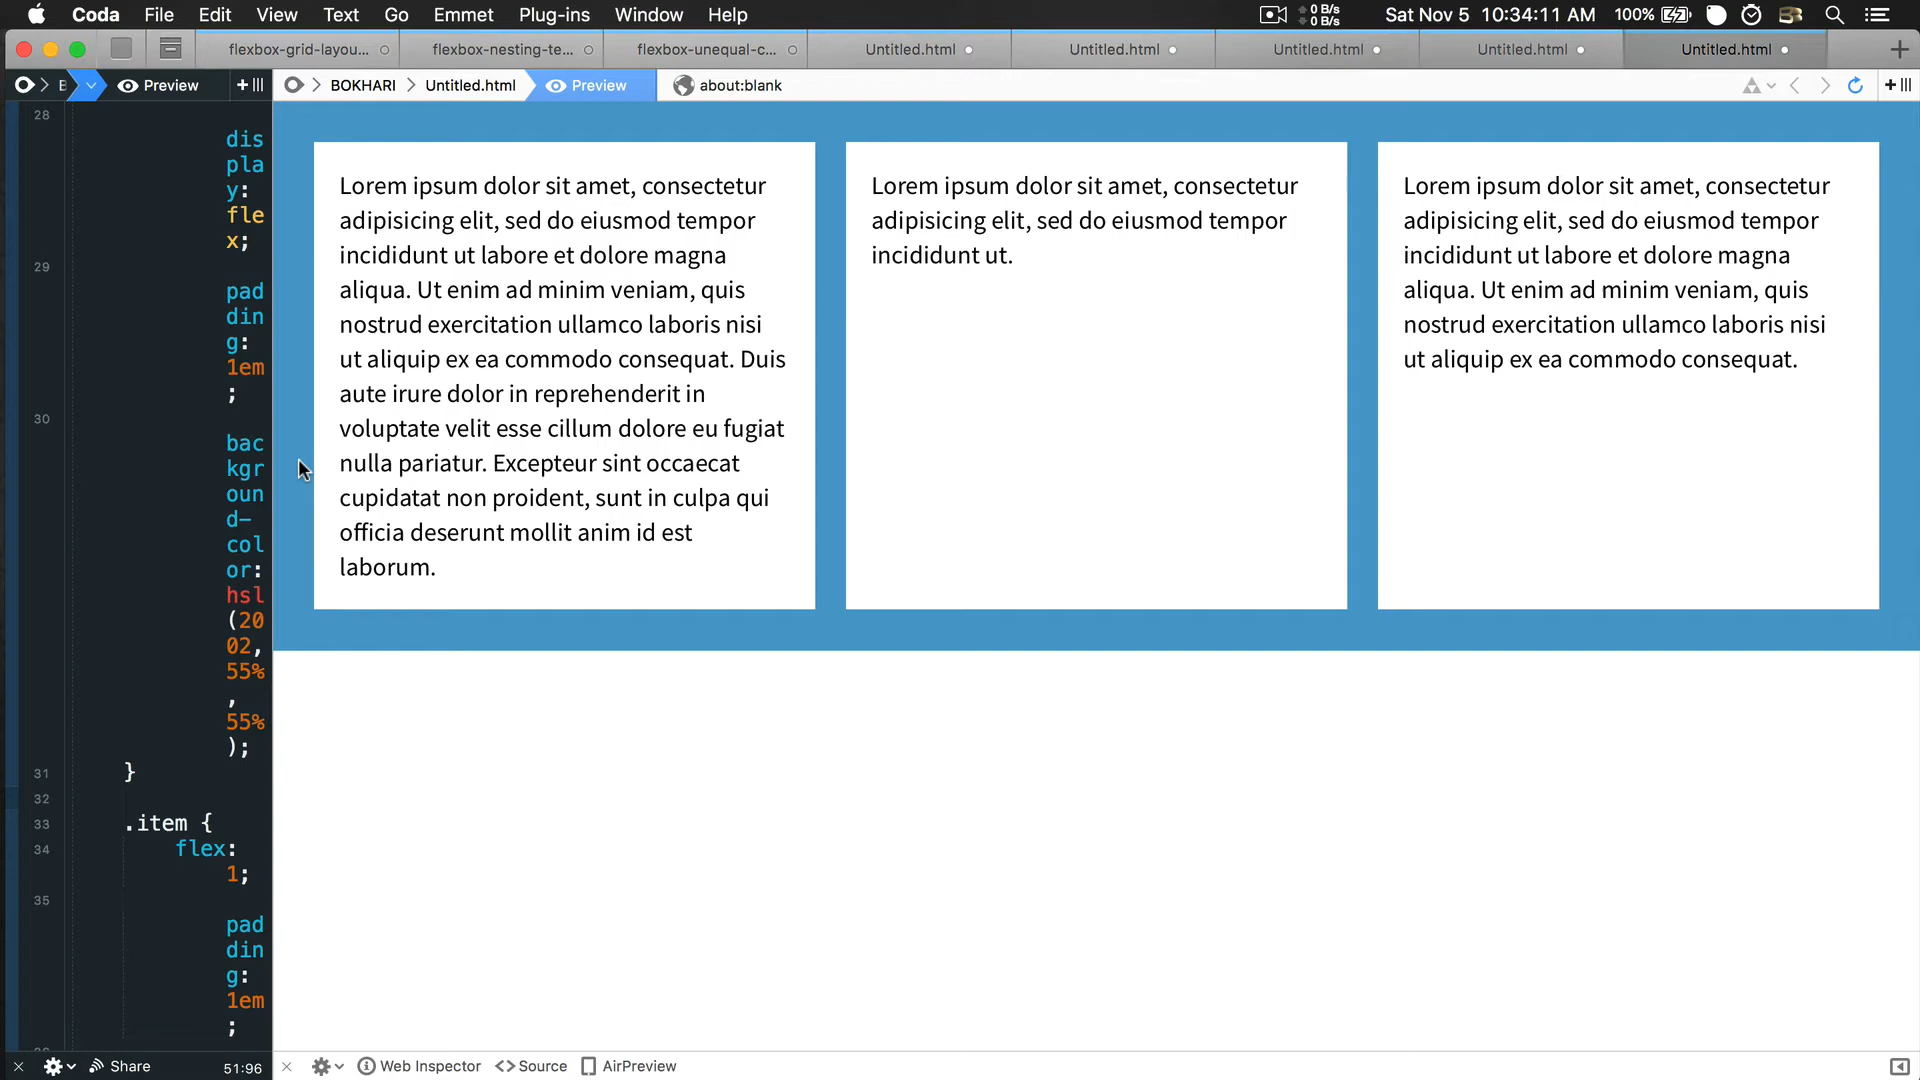 Coda File Edit View Insert Text Go Emmet Plug-ins Window Help 0 B/s 0 B/s Sat Nov 5 10:34:11 AM 100%
flexbox-grid-layou... flexbox-nesting-te... flexbox-unequal-c... Untitled.html Untitled.html Untitled.html Untitled.html Untitled.html
B Preview BOKHARI Untitled.html Preview about:blank
28
dis
pla
y:
fle
x;
29
pad
din
g:
1em
;
30
bac
kgr
oun
d-
col
or:
hsl
(20
02,
55%
,
55%
);
31 }
32
33 .item {
34 flex:
1;
35
pad
din
g:
1em
;
Lorem ipsum dolor sit amet, consectetur
adipisicing elit, sed do eiusmod tempor
incididunt ut labore et dolore magna
aliqua. Ut enim ad minim veniam, quis
nostrud exercitation ullamco laboris nisi
ut aliquip ex ea commodo consequat. Duis
aute irure dolor in reprehenderit in
voluptate velit esse cillum dolore eu fugiat
nulla pariatur. Excepteur sint occaecat
cupidatat non proident, sunt in culpa qui
officia deserunt mollit anim id est
laborum.
Lorem ipsum dolor sit amet, consectetur
adipisicing elit, sed do eiusmod tempor
incididunt ut.
Lorem ipsum dolor sit amet, consectetur
adipisicing elit, sed do eiusmod tempor
incididunt ut labore et dolore magna
aliqua. Ut enim ad minim veniam, quis
nostrud exercitation ullamco laboris nisi
ut aliquip ex ea commodo consequat.
Share 51:96 Web Inspector Source AirPreview